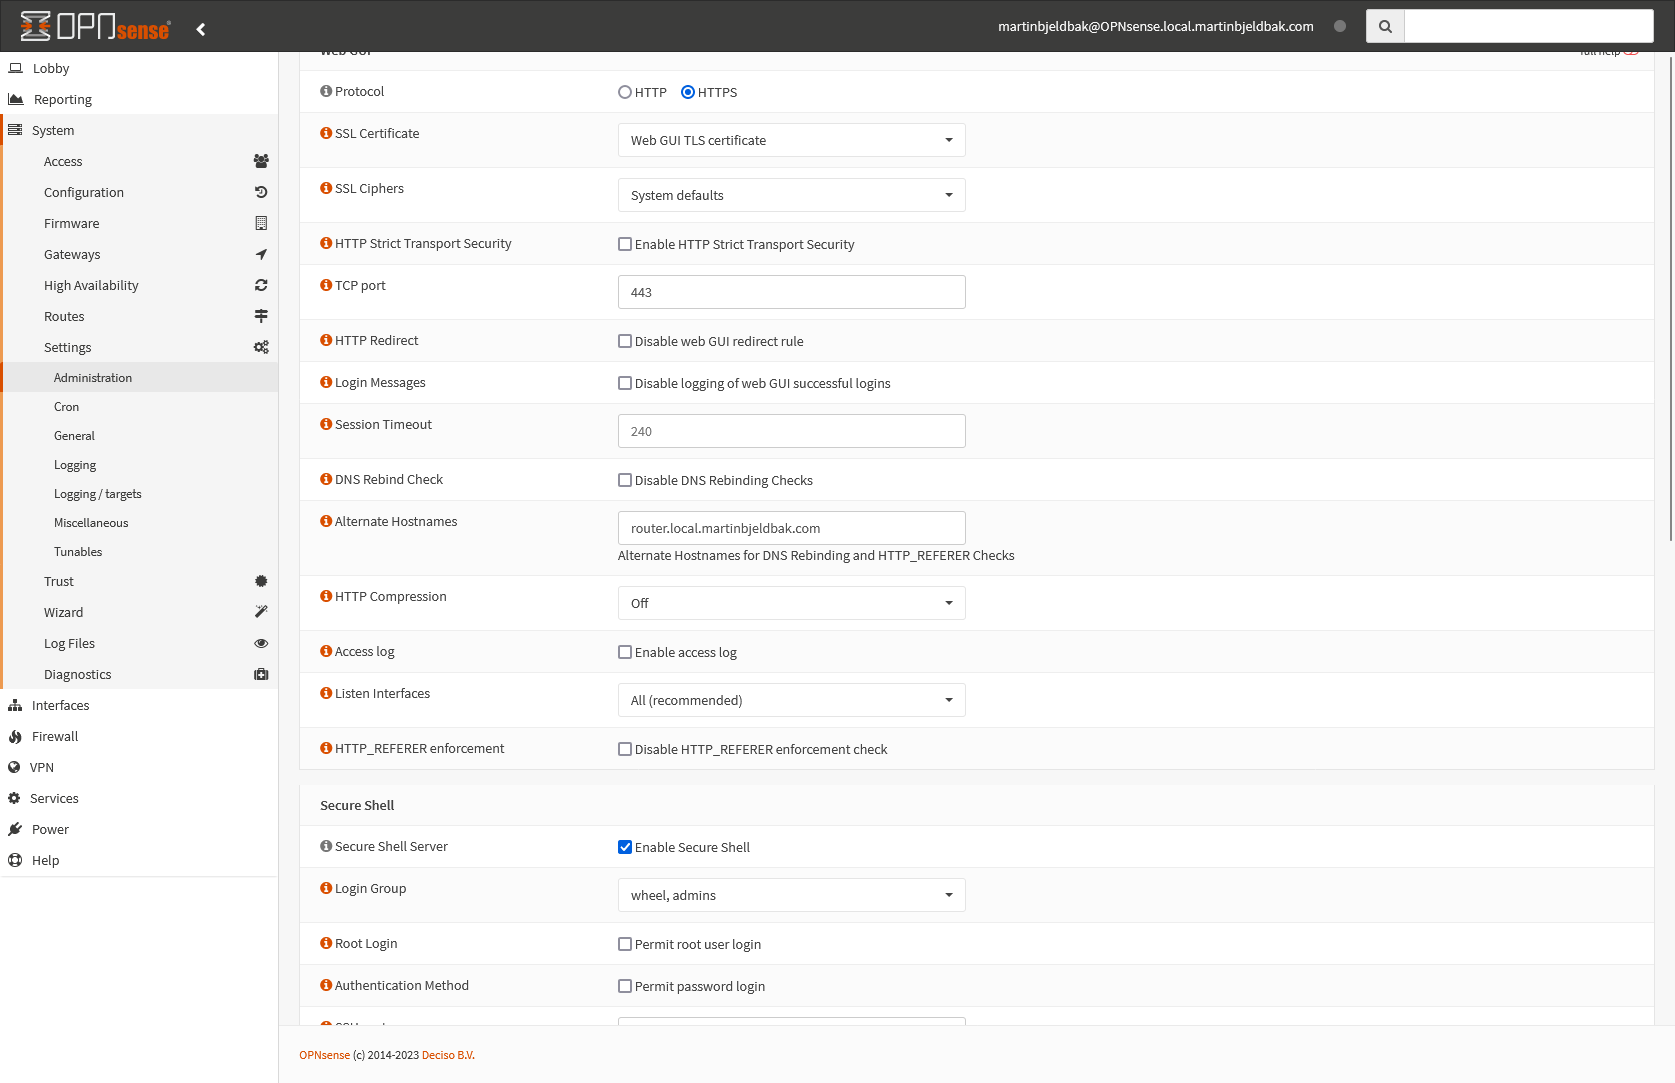 OPNsense
martinbjeldbak@OPNsense.local.martinbjeldbak.com
Lobby
Reporting
System
Access
Configuration
Firmware
Gateways
High Availability
Routes
Settings
Administration
Cron
General
Logging
Logging / targets
Miscellaneous
Tunables
Trust
Wizard
Log Files
Diagnostics
Interfaces
Firewall
VPN
Services
Power
Help
Web GUI
full help
Protocol
HTTP HTTPS
SSL Certificate
Web GUI TLS certificate
SSL Ciphers
System defaults
HTTP Strict Transport Security
Enable HTTP Strict Transport Security
TCP port
443
HTTP Redirect
Disable web GUI redirect rule
Login Messages
Disable logging of web GUI successful logins
Session Timeout
240
DNS Rebind Check
Disable DNS Rebinding Checks
Alternate Hostnames
router.local.martinbjeldbak.com
Alternate Hostnames for DNS Rebinding and HTTP_REFERER Checks
HTTP Compression
Off
Access log
Enable access log
Listen Interfaces
All (recommended)
HTTP_REFERER enforcement
Disable HTTP_REFERER enforcement check
Secure Shell
Secure Shell Server
Enable Secure Shell
Login Group
wheel, admins
Root Login
Permit root user login
Authentication Method
Permit password login
OPNsense (c) 2014-2023 Deciso B.V.